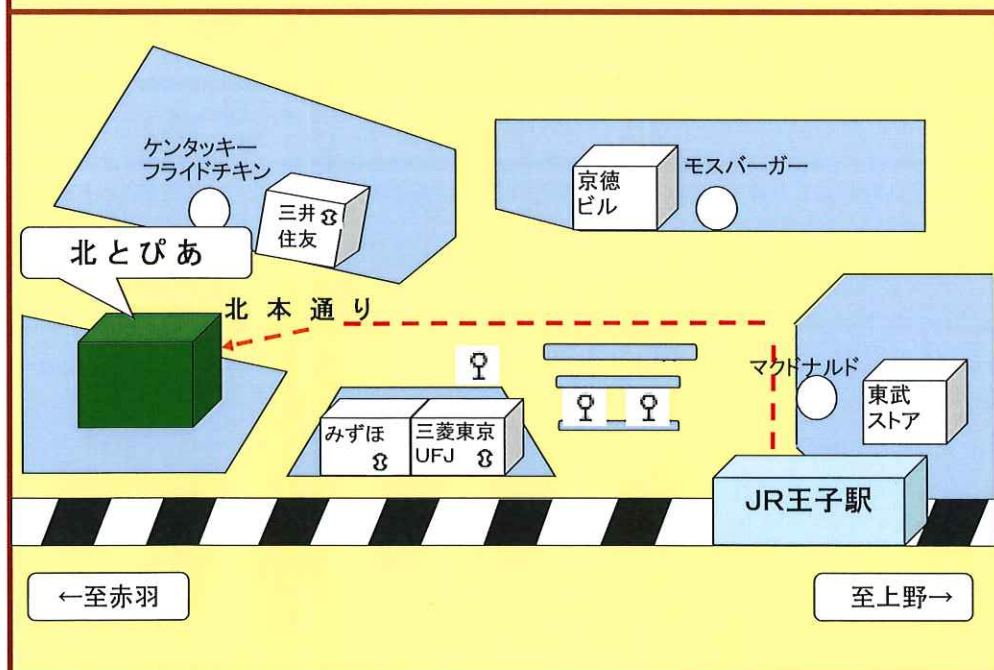 ケンタッキー
フライドチキン
三井
住友
京徳
ビル
モスバーガー
北とぴあ
北本通り
マクドナルド
東武
ストア
みずほ
三菱東京
UFJ
JR王子駅
←至赤羽
至上野→